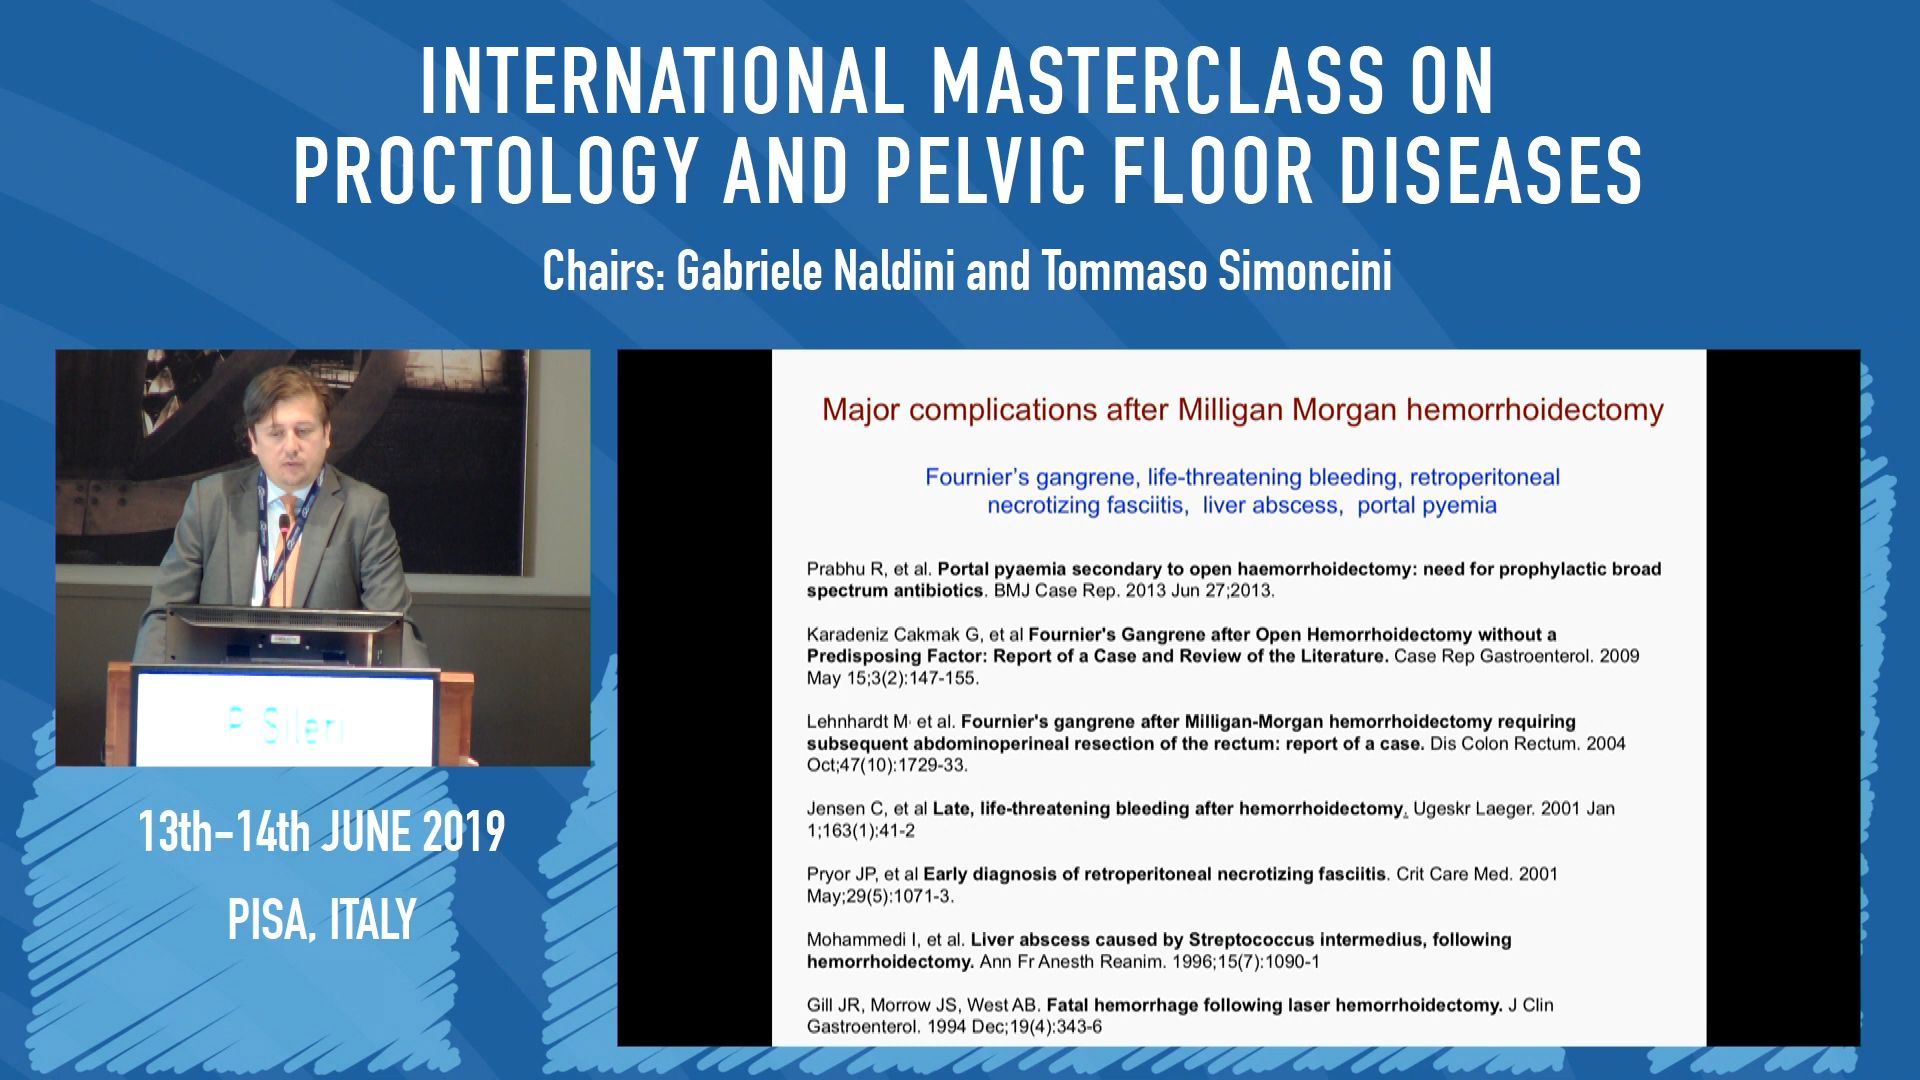 INTERNATIONAL MASTERCLASS ON
PROCTOLOGY AND PELVIC FLOOR DISEASES
Chairs: Gabriele Naldini and Tommaso Simoncini
P Sileri
13th-14th JUNE 2019
PISA, ITALY
Major complications after Milligan Morgan hemorrhoidectomy
Fournier's gangrene, life-threatening bleeding, retroperitoneal
necrotizing fasciitis, liver abscess, portal pyemia
Prabhu R, et al. Portal pyaemia secondary to open haemorrhoidectomy: need for prophylactic broad
spectrum antibiotics. BMJ Case Rep. 2013 Jun 27;2013.
Karadeniz Cakmak G, et al Fournier's Gangrene after Open Hemorrhoidectomy without a
Predisposing Factor: Report of a Case and Review of the Literature. Case Rep Gastroenterol. 2009
May 15;3(2):147-155.
Lehnhardt M, et al. Fournier's gangrene after Milligan-Morgan hemorrhoidectomy requiring
subsequent abdominoperineal resection of the rectum: report of a case. Dis Colon Rectum. 2004
Oct;47(10):1729-33.
Jensen C, et al Late, life-threatening bleeding after hemorrhoidectomy. Ugeskr Laeger. 2001 Jan
1;163(1):41-2
Pryor JP, et al Early diagnosis of retroperitoneal necrotizing fasciitis. Crit Care Med. 2001
May;29(5):1071-3.
Mohammedi I, et al. Liver abscess caused by Streptococcus intermedius, following
hemorrhoidectomy. Ann Fr Anesth Reanim. 1996;15(7):1090-1
Gill JR, Morrow JS, West AB. Fatal hemorrhage following laser hemorrhoidectomy. J Clin
Gastroenterol. 1994 Dec;19(4):343-6